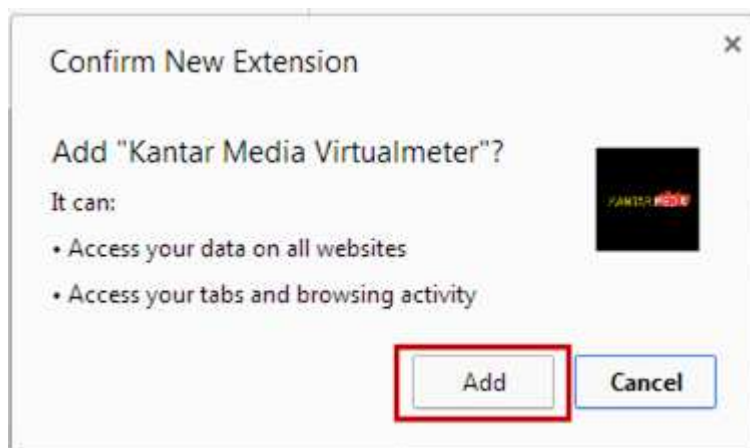 Confirm New Extension
×
Add "Kantar Media Virtualmeter"?
It can:
• Access your data on all websites
• Access your tabs and browsing activity
KANTAR MEDIA
Add
Cancel